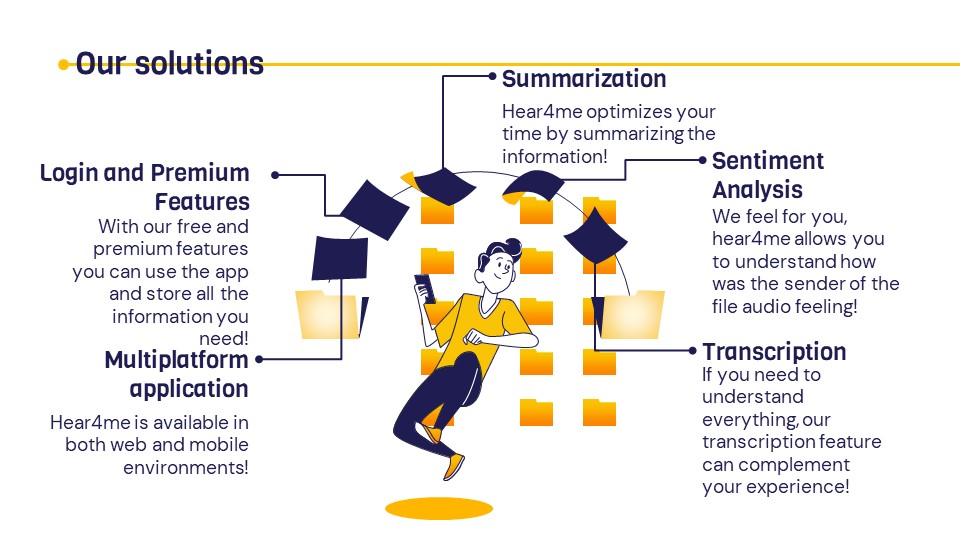 Our solutions
Summarization
Hear4me optimizes your
time by summarizing the
information!
Login and Premium
Features
With our free and
premium features
you can use the app
and store all the
information you
need!
Sentiment
Analysis
We feel for you,
hear4me allows you
to understand how
was the sender of the
file audio feeling!
Multiplatform
application
Hear4me is available in
both web and mobile
environments!
Transcription
If you need to
understand
everything, our
transcription feature
can complement
your experience!